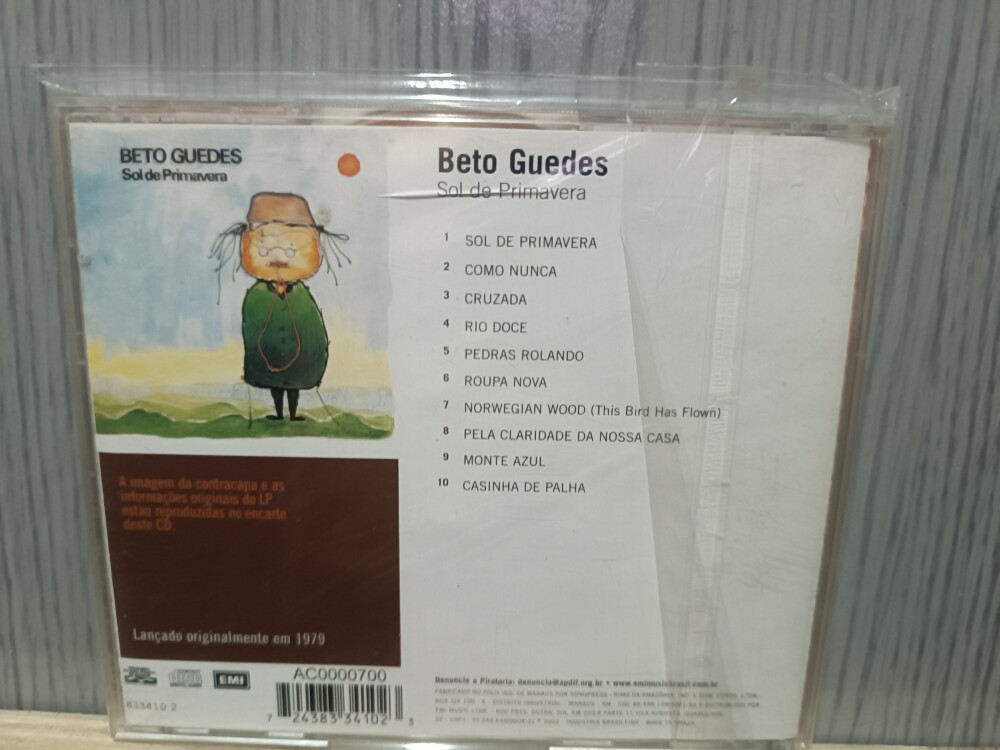 BETO GUEDES
Sol de Primavera
Beto Guedes
Sol de Primavera
1 SOL DE PRIMAVERA
2 COMO NUNCA
3 CRUZADA
4 RIO DOCE
5 PEDRAS ROLANDO
6 ROUPA NOVA
7 NORWEGIAN WOOD (This Bird Has Flown)
8 PELA CLARIDADE DA NOSSA CASA
9 MONTE AZUL
10 CASINHA DE PALHA
A imagem da contracapa e as
informações originais do LP
estão reproduzidas no encarte
deste CD.
Lançado originalmente em 1979
EMI
AC0000700
833410 2
7 24383 34102 3
Denuncie a Pirataria: denuncia@apdif.org.br • www.emimusicbrasil.com.br